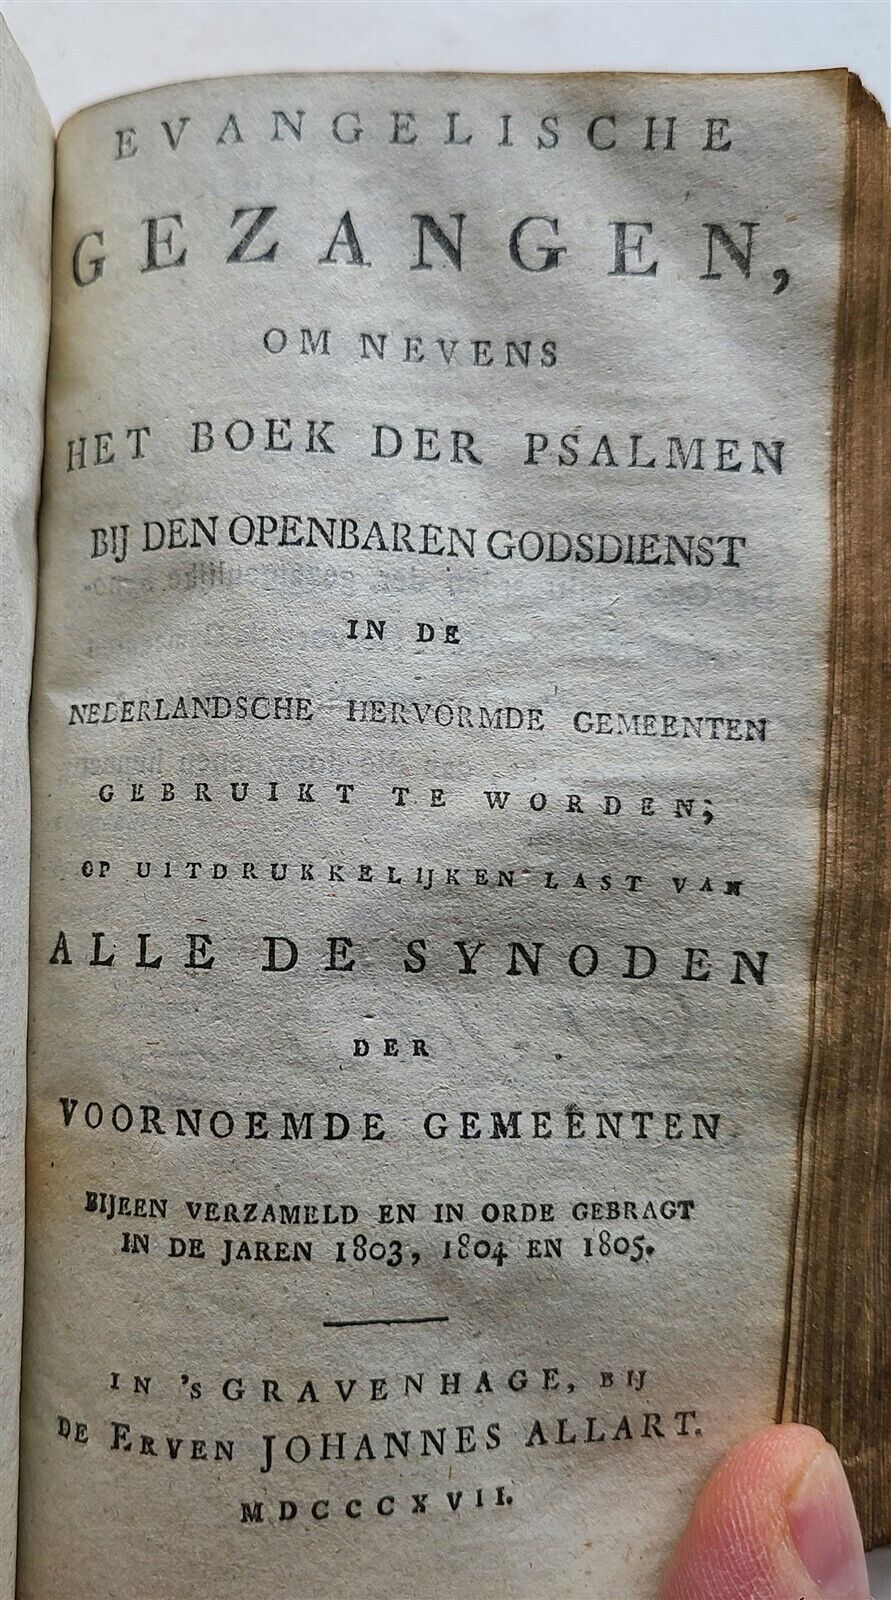 EVANGELISCHE
GEZANGEN,
OM NEVENS
HET BOEK DER PSALMEN
BIJ DEN OPENBAREN GODSDIENST
IN DE
NEDERLANDSCHE HERVORMDE GEMEENTEN
GEBRUIKT TE WORDEN;
OP UITDRUKKELIJKEN LAST VAN
ALLE DE SYNODEN
DER
VOORNOEMDE GEMEENTEN
BIJEEN VERZAMELD EN IN ORDE GEBRAGT
IN DE JAREN 1803, 1804 EN 1805.
IN 's GRAVENHAGE, BIJ
DE ERVEN JOHANNES ALLART.
MDCCCXVII.